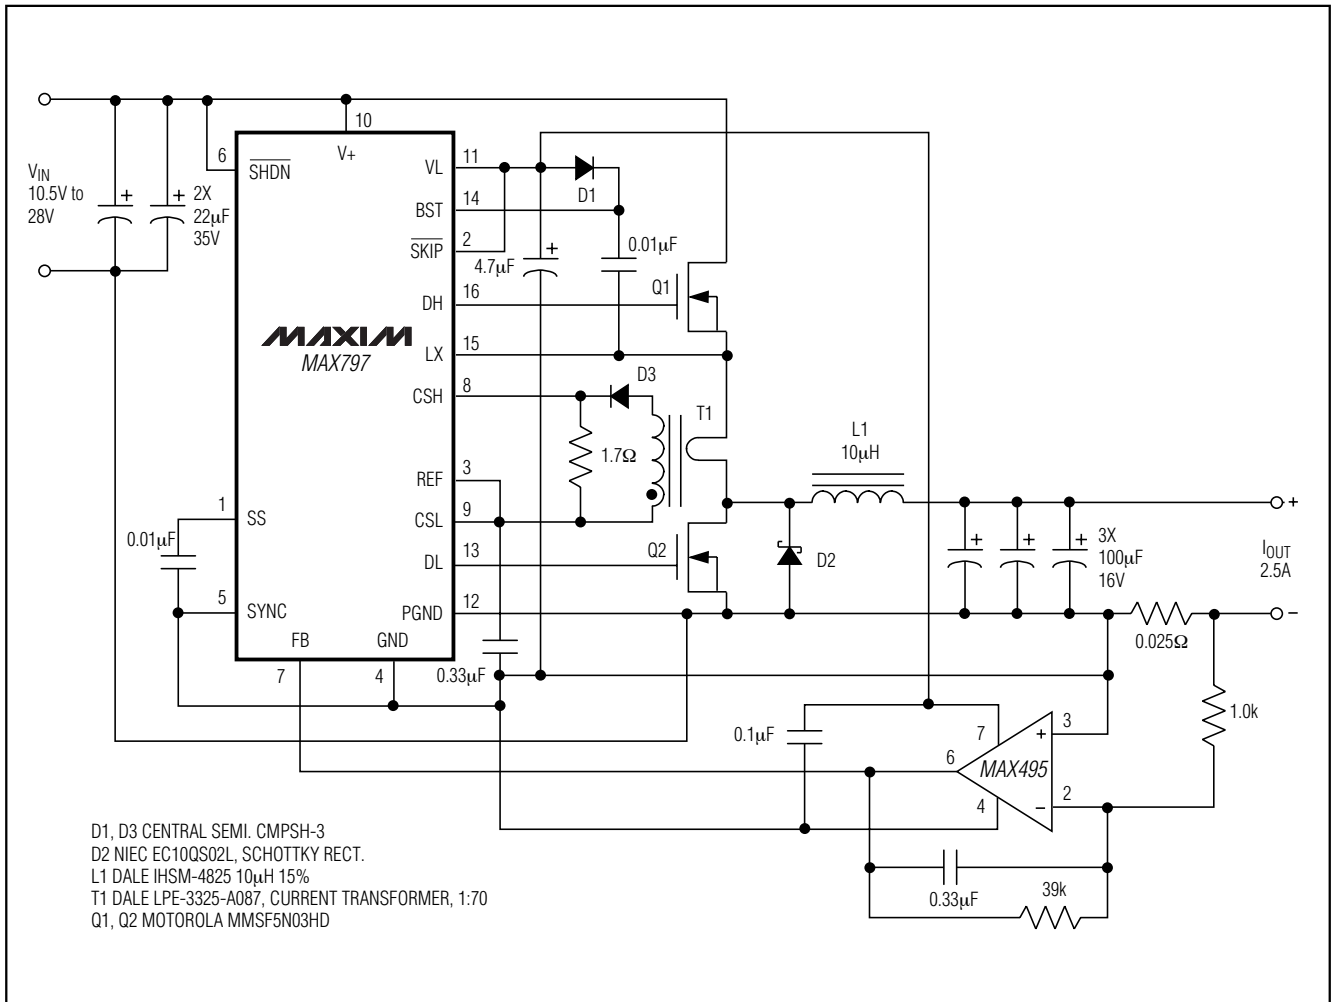 VIN
10.5V to
28V
+
+
2X
22μF
35V
6
SHDN
10
V+
VL
11
BST
14
SKIP
2
DH
16
MAXIM
MAX797
LX
15
CSH
8
REF
3
CSL
9
DL
13
PGND
12
1
SS
0.01μF
5
SYNC
FB
7
GND
4
D1
4.7μF
+
0.01μF
Q1
D3
T1
1.7Ω
Q2
D2
L1
10μH
+
+
+
3X
100μF
16V
+
IOUT
2.5A
−
0.025Ω
0.33μF
1.0k
0.1μF
7
+
3
6
MAX495
4
−
2
0.33μF
39k
D1, D3 CENTRAL SEMI. CMPSH-3
D2 NIEC EC10QS02L, SCHOTTKY RECT.
L1 DALE IHSM-4825 10μH 15%
T1 DALE LPE-3325-A087, CURRENT TRANSFORMER, 1:70
Q1, Q2 MOTOROLA MMSF5N03HD